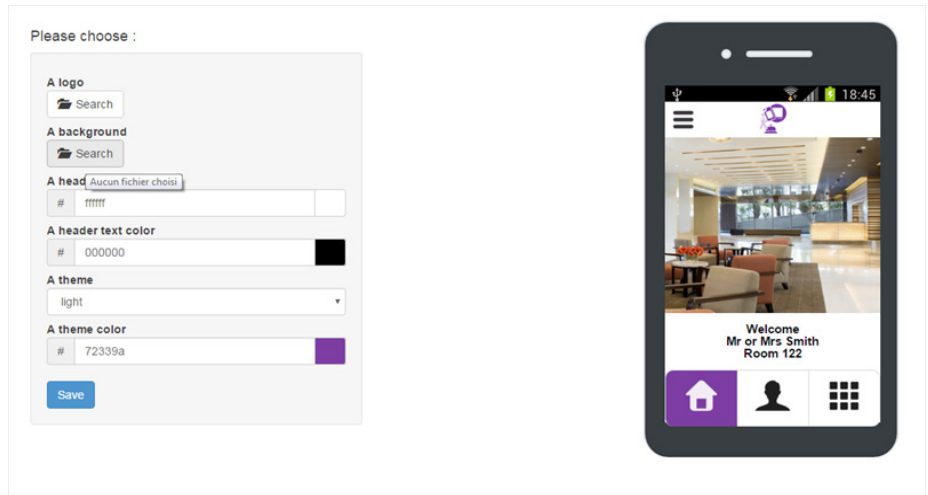 Please choose :
A logo
Search
A background
Search
A head
Aucun fichier choisi
# ffffff
A header text color
# 000000
A theme
light
A theme color
# 72339a
Save
18:45
Welcome
Mr or Mrs Smith
Room 122